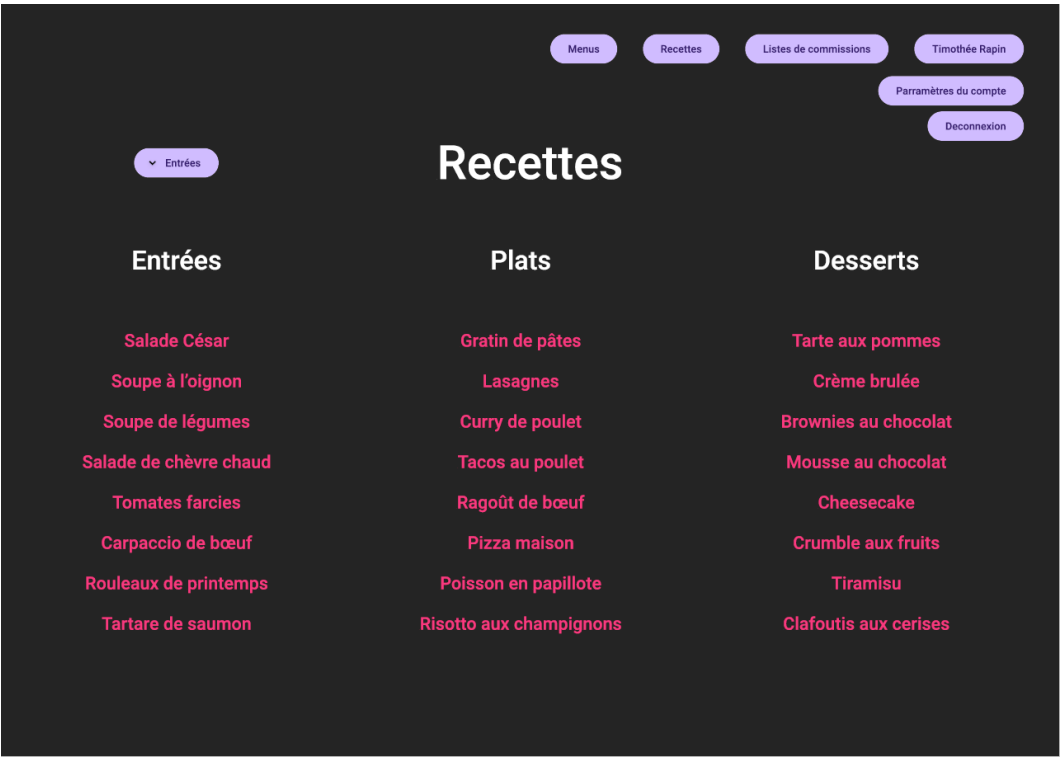 Menus Recettes Listes de commissions Timothée Rapin
Parramètres du compte
Deconnexion
Entrées
Recettes
Entrées Plats Desserts
Salade César Gratin de pâtes Tarte aux pommes
Soupe à l’oignon Lasagnes Crème brulée
Soupe de légumes Curry de poulet Brownies au chocolat
Salade de chèvre chaud Tacos au poulet Mousse au chocolat
Tomates farcies Ragoût de bœuf Cheesecake
Carpaccio de bœuf Pizza maison Crumble aux fruits
Rouleaux de printemps Poisson en papillote Tiramisu
Tartare de saumon Risotto aux champignons Clafoutis aux cerises